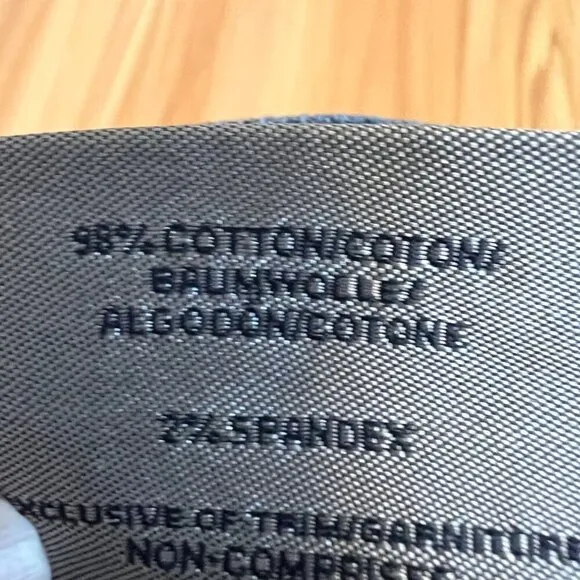 98% COTTON/COTON/
BAUMWOLLE/
ALGODÓN/COTONE
2% SPANDEX
EXCLUSIVE OF TRIM/GARNITURE
NON-COMPRISES